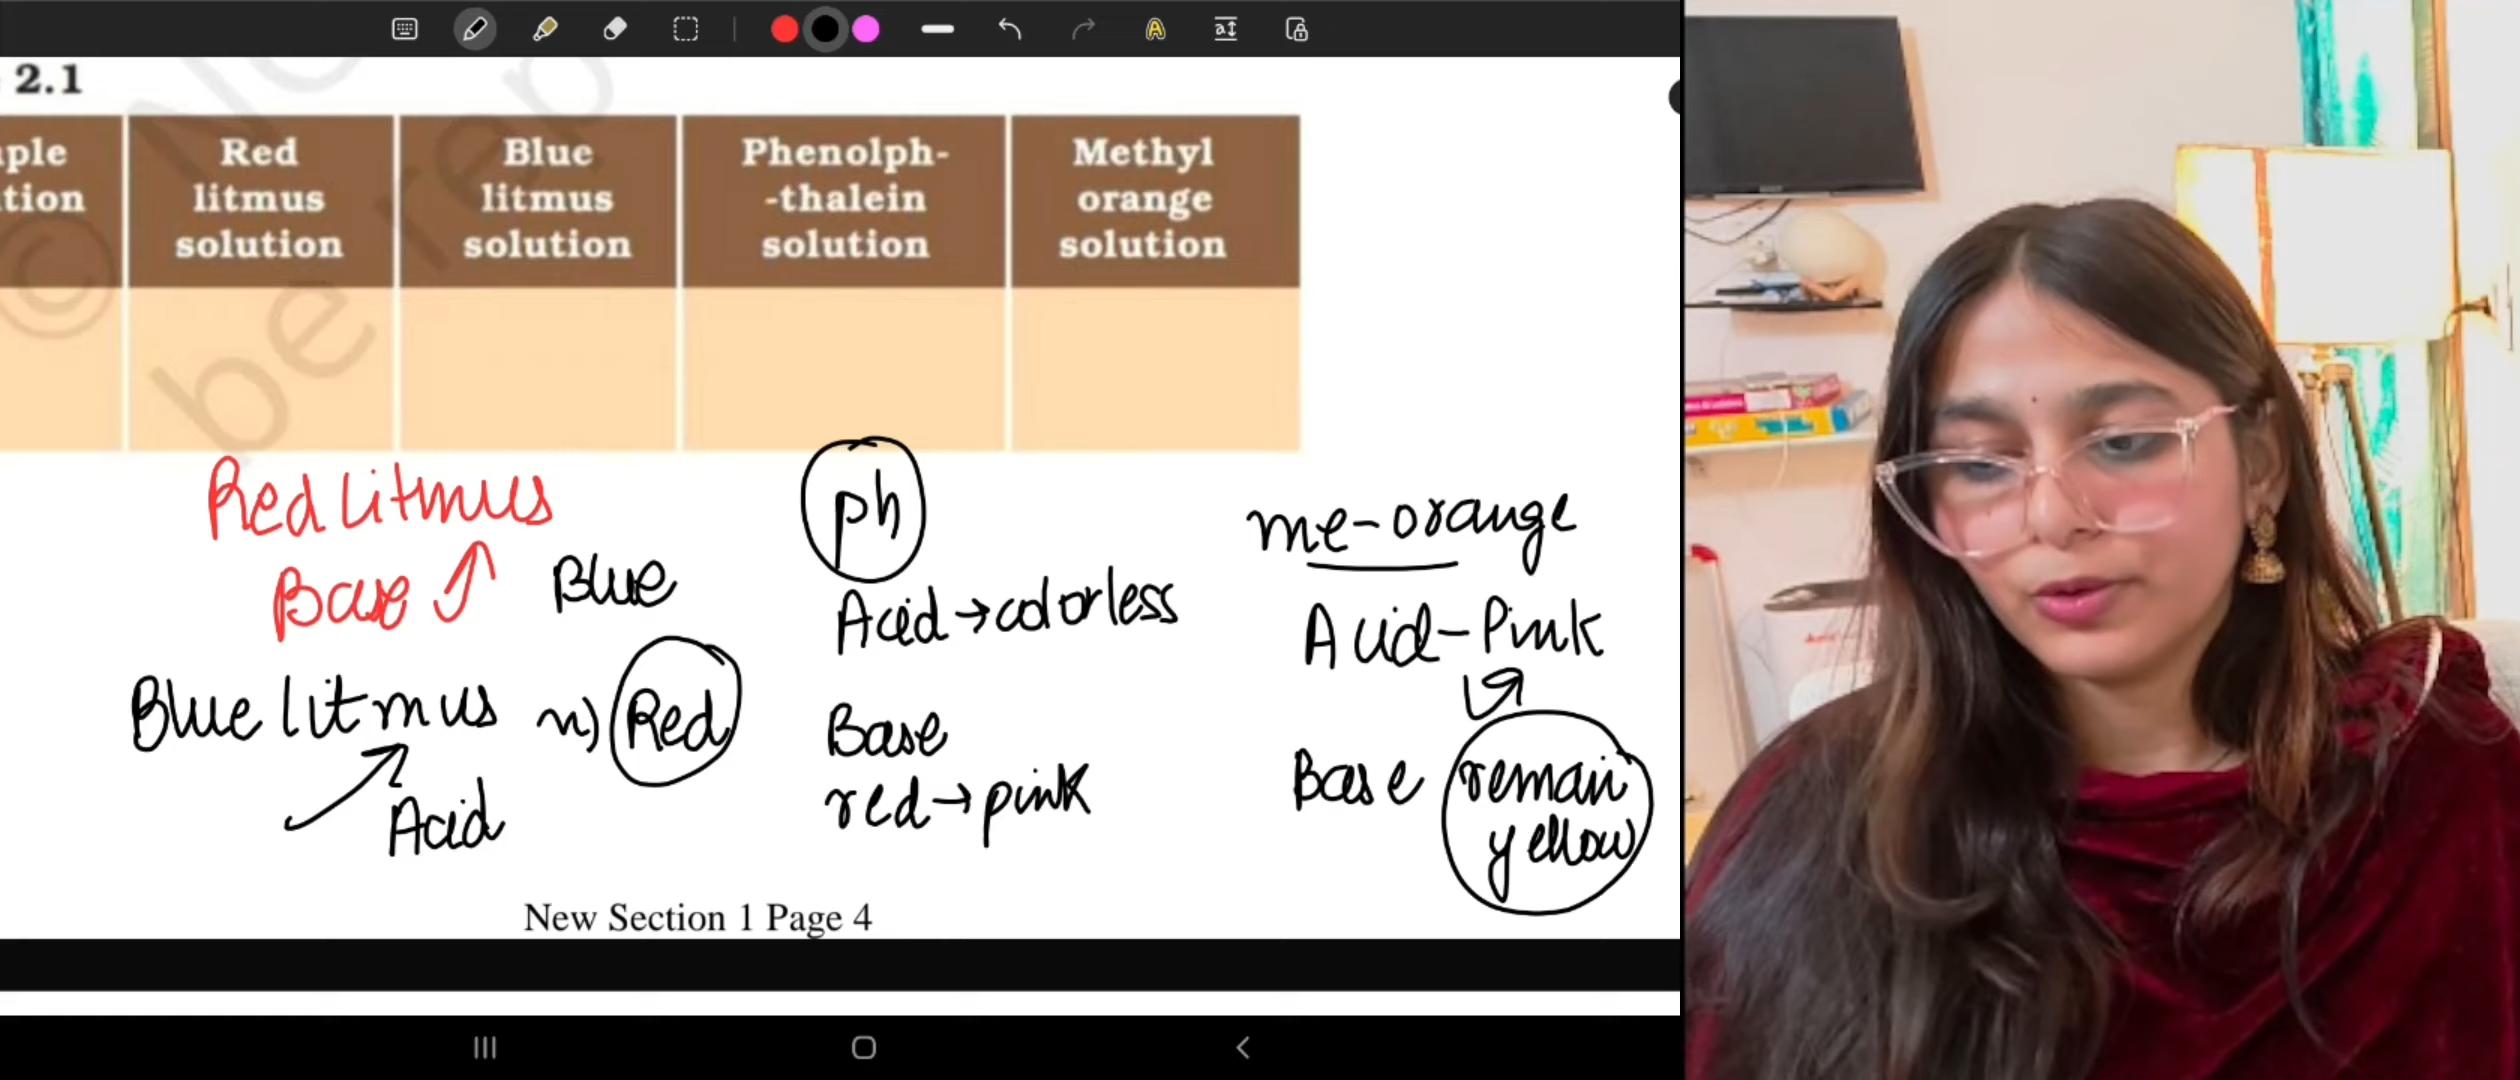 2.1
ple
tion
Red
litmus
solution
Blue
litmus
solution
Phenolph-
-thalein
solution
Methyl
orange
solution
be rep
Red litmus
Base
Blue
Blue litmus
Red
Acid
ph
Acid → colorless
Base
red → pink
me-orange
Acid - Pink
Base remain
yellow
New Section 1 Page 4